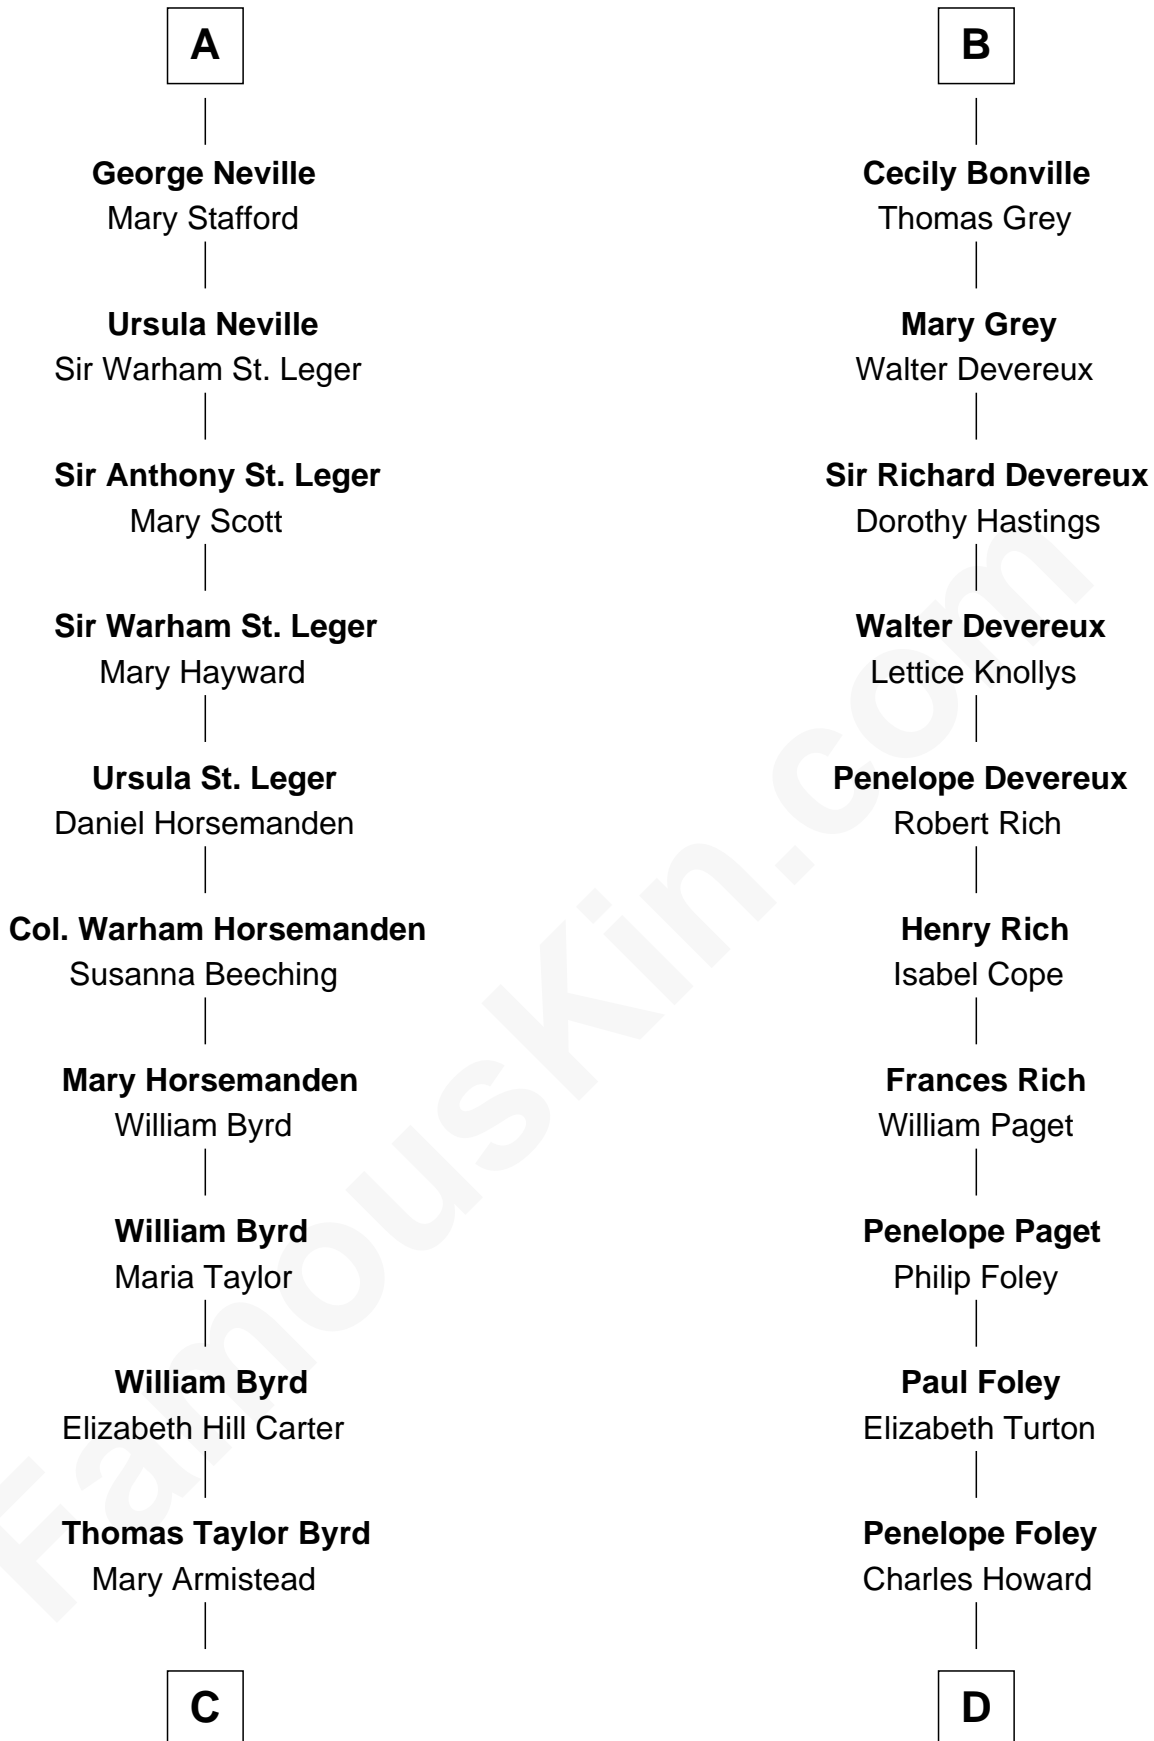 A
George Neville
Mary Stafford
Ursula Neville
Sir Warham St. Leger
Sir Anthony St. Leger
Mary Scott
Sir Warham St. Leger
Mary Hayward
Ursula St. Leger
Daniel Horsemanden
Col. Warham Horsemanden
Susanna Beeching
Mary Horsemanden
William Byrd
William Byrd
Maria Taylor
William Byrd
Elizabeth Hill Carter
Thomas Taylor Byrd
Mary Armistead
C
B
Cecily Bonville
Thomas Grey
Mary Grey
Walter Devereux
Sir Richard Devereux
Dorothy Hastings
Walter Devereux
Lettice Knollys
Penelope Devereux
Robert Rich
Henry Rich
Isabel Cope
Frances Rich
William Paget
Penelope Paget
Philip Foley
Paul Foley
Elizabeth Turton
Penelope Foley
Charles Howard
D
FamousKin.com